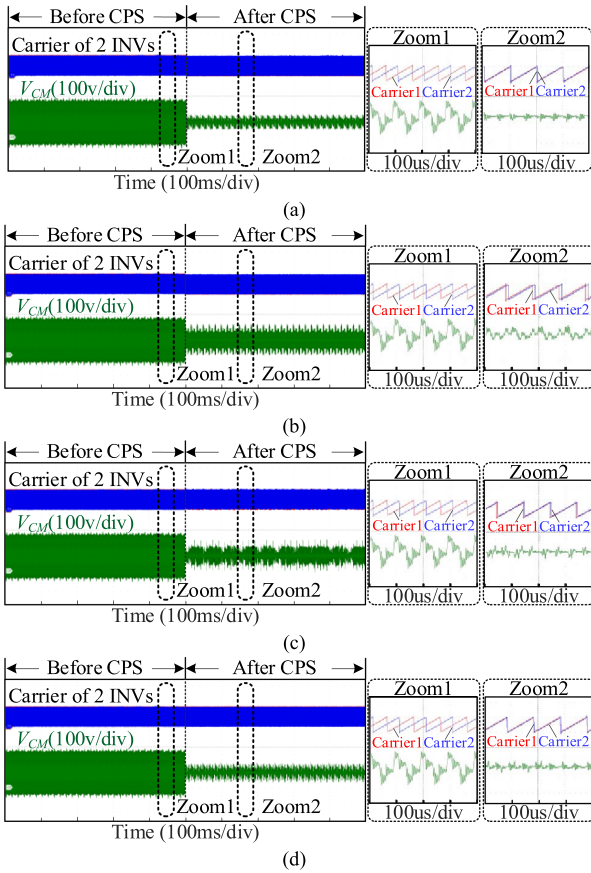 Before CPS After CPS
Carrier of 2 INVs
V_CM(100v/div)
Zoom1 Zoom2
Time (100ms/div)
Zoom1
Carrier1 Carrier2
100us/div
Zoom2
Carrier1 Carrier2
100us/div
(a)
Before CPS After CPS
Carrier of 2 INVs
V_CM(100v/div)
Zoom1 Zoom2
Time (100ms/div)
Zoom1
Carrier1 Carrier2
100us/div
Zoom2
Carrier1 Carrier2
100us/div
(b)
Before CPS After CPS
Carrier of 2 INVs
V_CM(100v/div)
Zoom1 Zoom2
Time (100ms/div)
Zoom1
Carrier1 Carrier2
100us/div
Zoom2
Carrier1 Carrier2
100us/div
(c)
Before CPS After CPS
Carrier of 2 INVs
V_CM(100v/div)
Zoom1 Zoom2
Time (100ms/div)
Zoom1
Carrier1 Carrier2
100us/div
Zoom2
Carrier1 Carrier2
100us/div
(d)